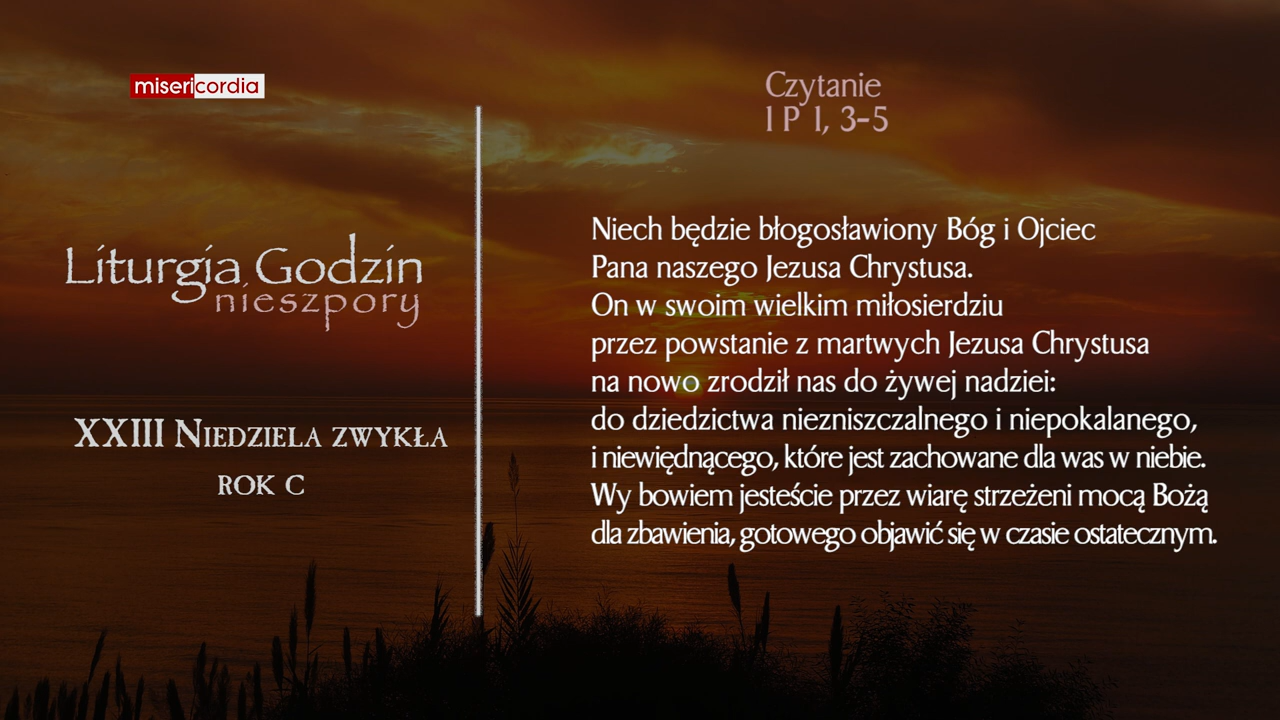 misericordia
Liturgia Godzin
nieszpory
XXIII Niedziela zwykła
rok C
Czytanie
1 P 1, 3-5
Niech będzie błogosławiony Bóg i Ojciec
Pana naszego Jezusa Chrystusa.
On w swoim wielkim miłosierdziu
przez powstanie z martwych Jezusa Chrystusa
na nowo zrodził nas do żywej nadziei:
do dziedzictwa niezniszczalnego i niepokalanego,
i niewiędnącego, które jest zachowane dla was w niebie.
Wy bowiem jesteście przez wiarę strzeżeni mocą Bożą
dla zbawienia, gotowego objawić się w czasie ostatecznym.